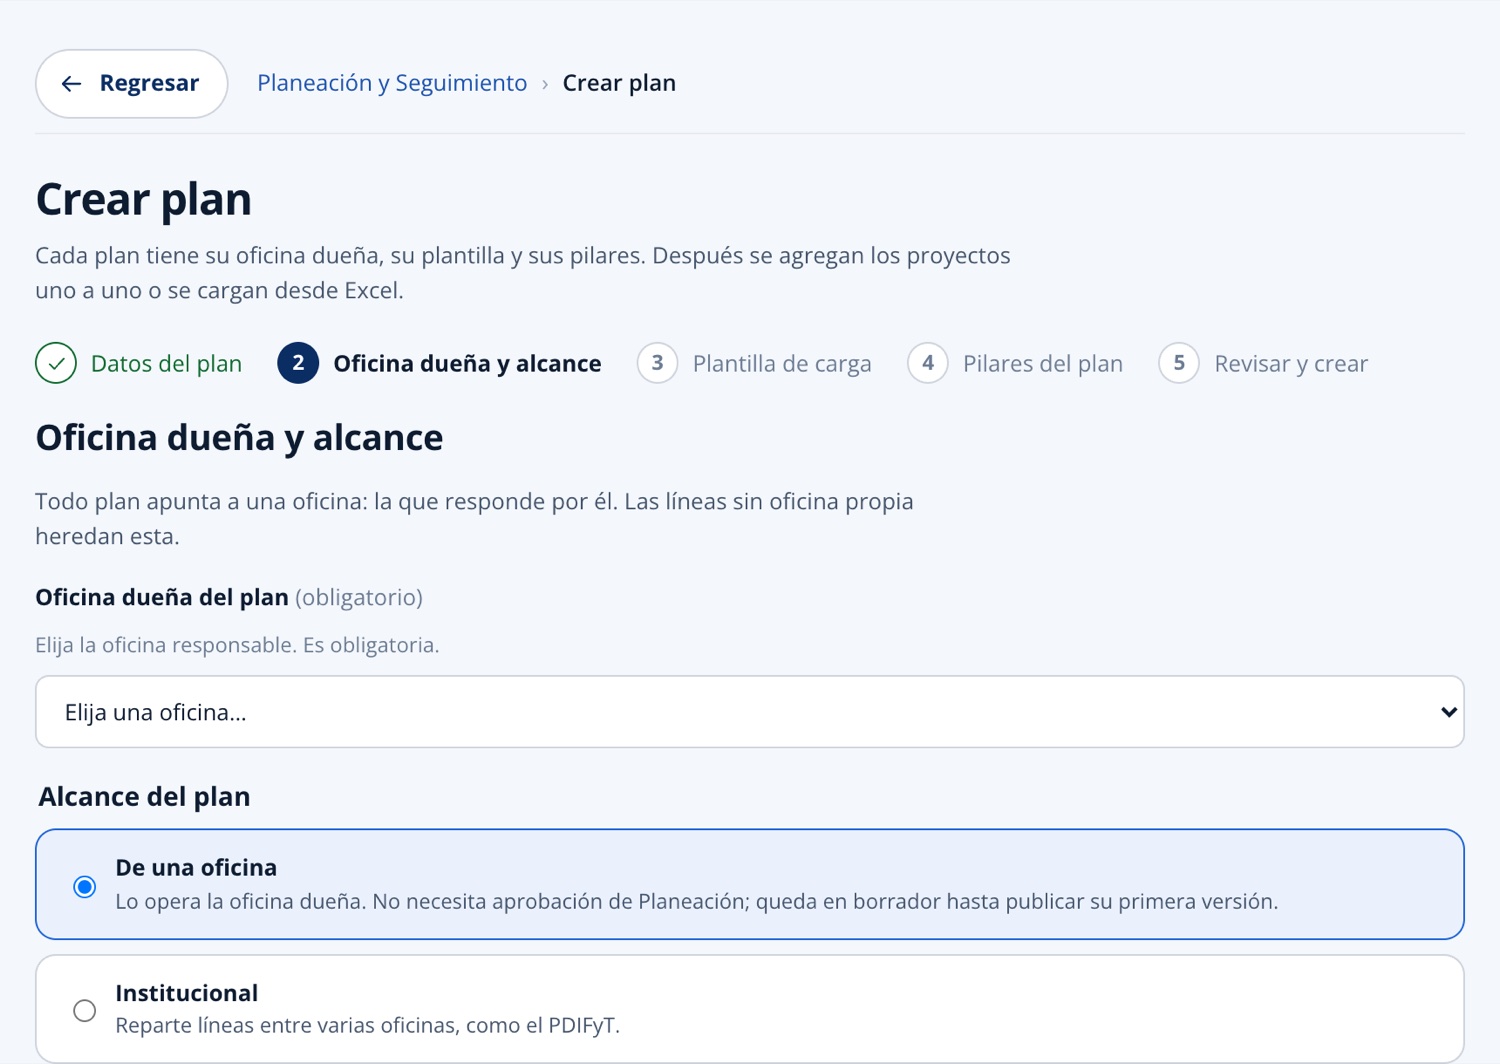 ← Regresar
Planeación y Seguimiento › Crear plan
Crear plan
Cada plan tiene su oficina dueña, su plantilla y sus pilares. Después se agregan los proyectos
uno a uno o se cargan desde Excel.
Datos del plan
2 Oficina dueña y alcance
3 Plantilla de carga
4 Pilares del plan
5 Revisar y crear
Oficina dueña y alcance
Todo plan apunta a una oficina: la que responde por él. Las líneas sin oficina propia
heredan esta.
Oficina dueña del plan (obligatorio)
Elija la oficina responsable. Es obligatoria.
Elija una oficina...
Alcance del plan
De una oficina
Lo opera la oficina dueña. No necesita aprobación de Planeación; queda en borrador hasta publicar su primera versión.
Institucional
Reparte líneas entre varias oficinas, como el PDIFyT.